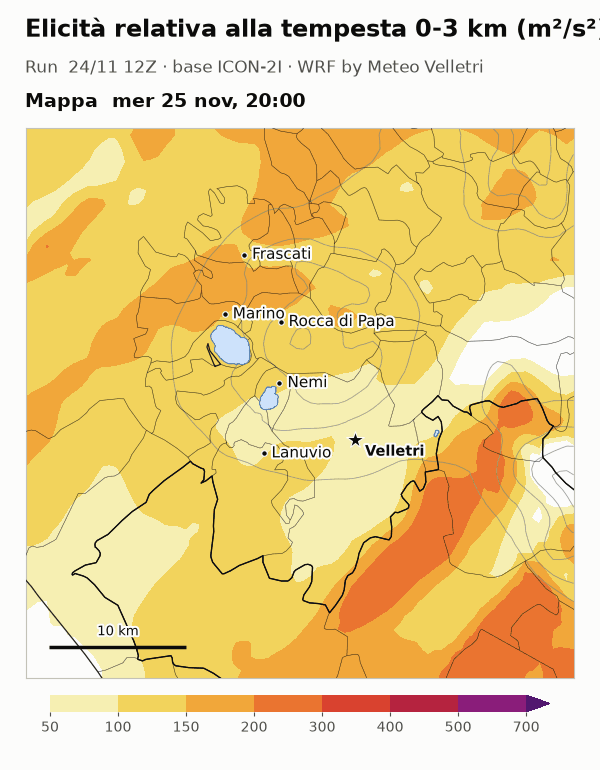 Elicità relativa alla tempesta 0-3 km (m²/s²)
Run 24/11 12Z · base ICON-2I · WRF by Meteo Velletri
Mappa mer 25 nov, 20:00
Frascati
Marino
Rocca di Papa
Nemi
Velletri
Lanuvio
10 km
50 100 150 200 300 400 500 700